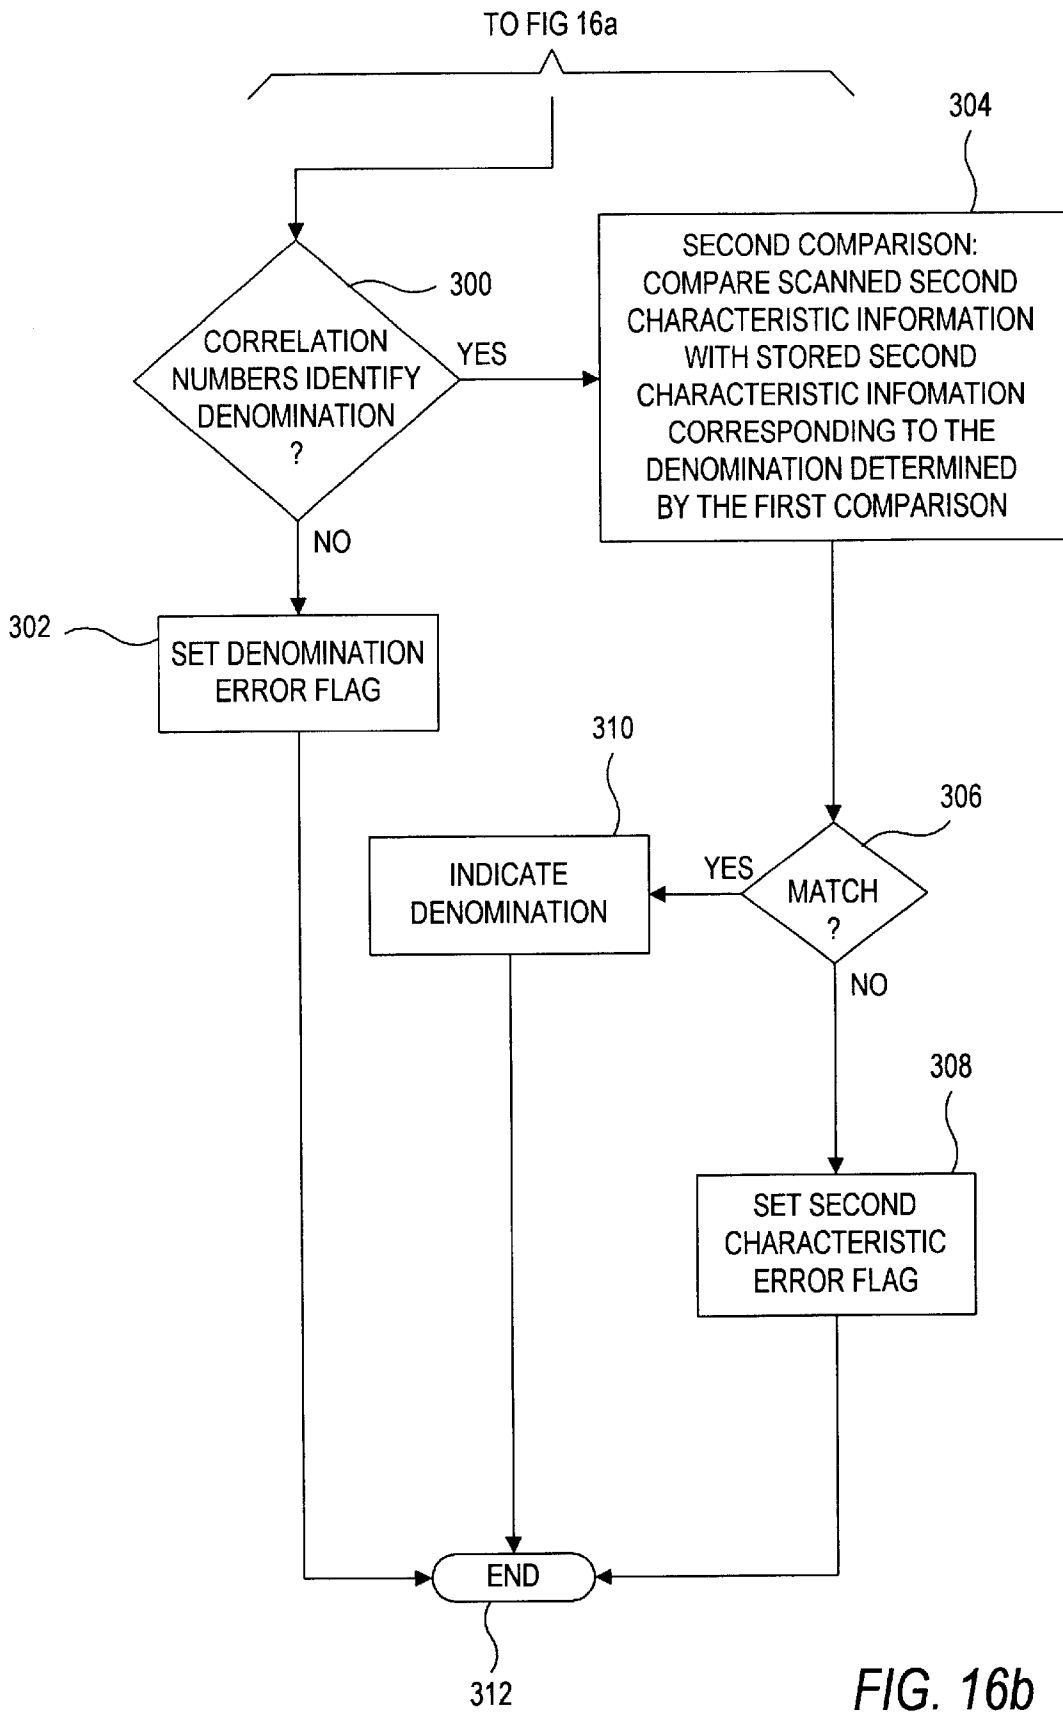 TO FIG 16a
304
300
CORRELATION
NUMBERS IDENTIFY
DENOMINATION
?
YES
SECOND COMPARISON:
COMPARE SCANNED SECOND
CHARACTERISTIC INFORMATION
WITH STORED SECOND
CHARACTERISTIC INFOMATION
CORRESPONDING TO THE
DENOMINATION DETERMINED
BY THE FIRST COMPARISON
NO
302
SET DENOMINATION
ERROR FLAG
310
306
INDICATE
DENOMINATION
YES
MATCH
?
NO
308
SET SECOND
CHARACTERISTIC
ERROR FLAG
END
312
FIG. 16b